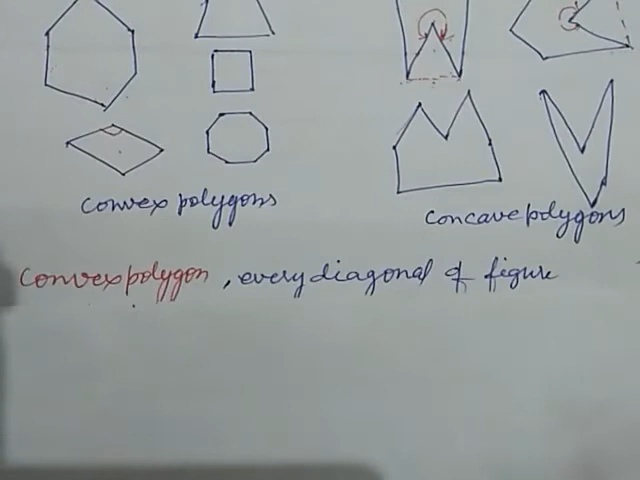 convex polygons
concave polygons
convex polygon , every diagonal of figure